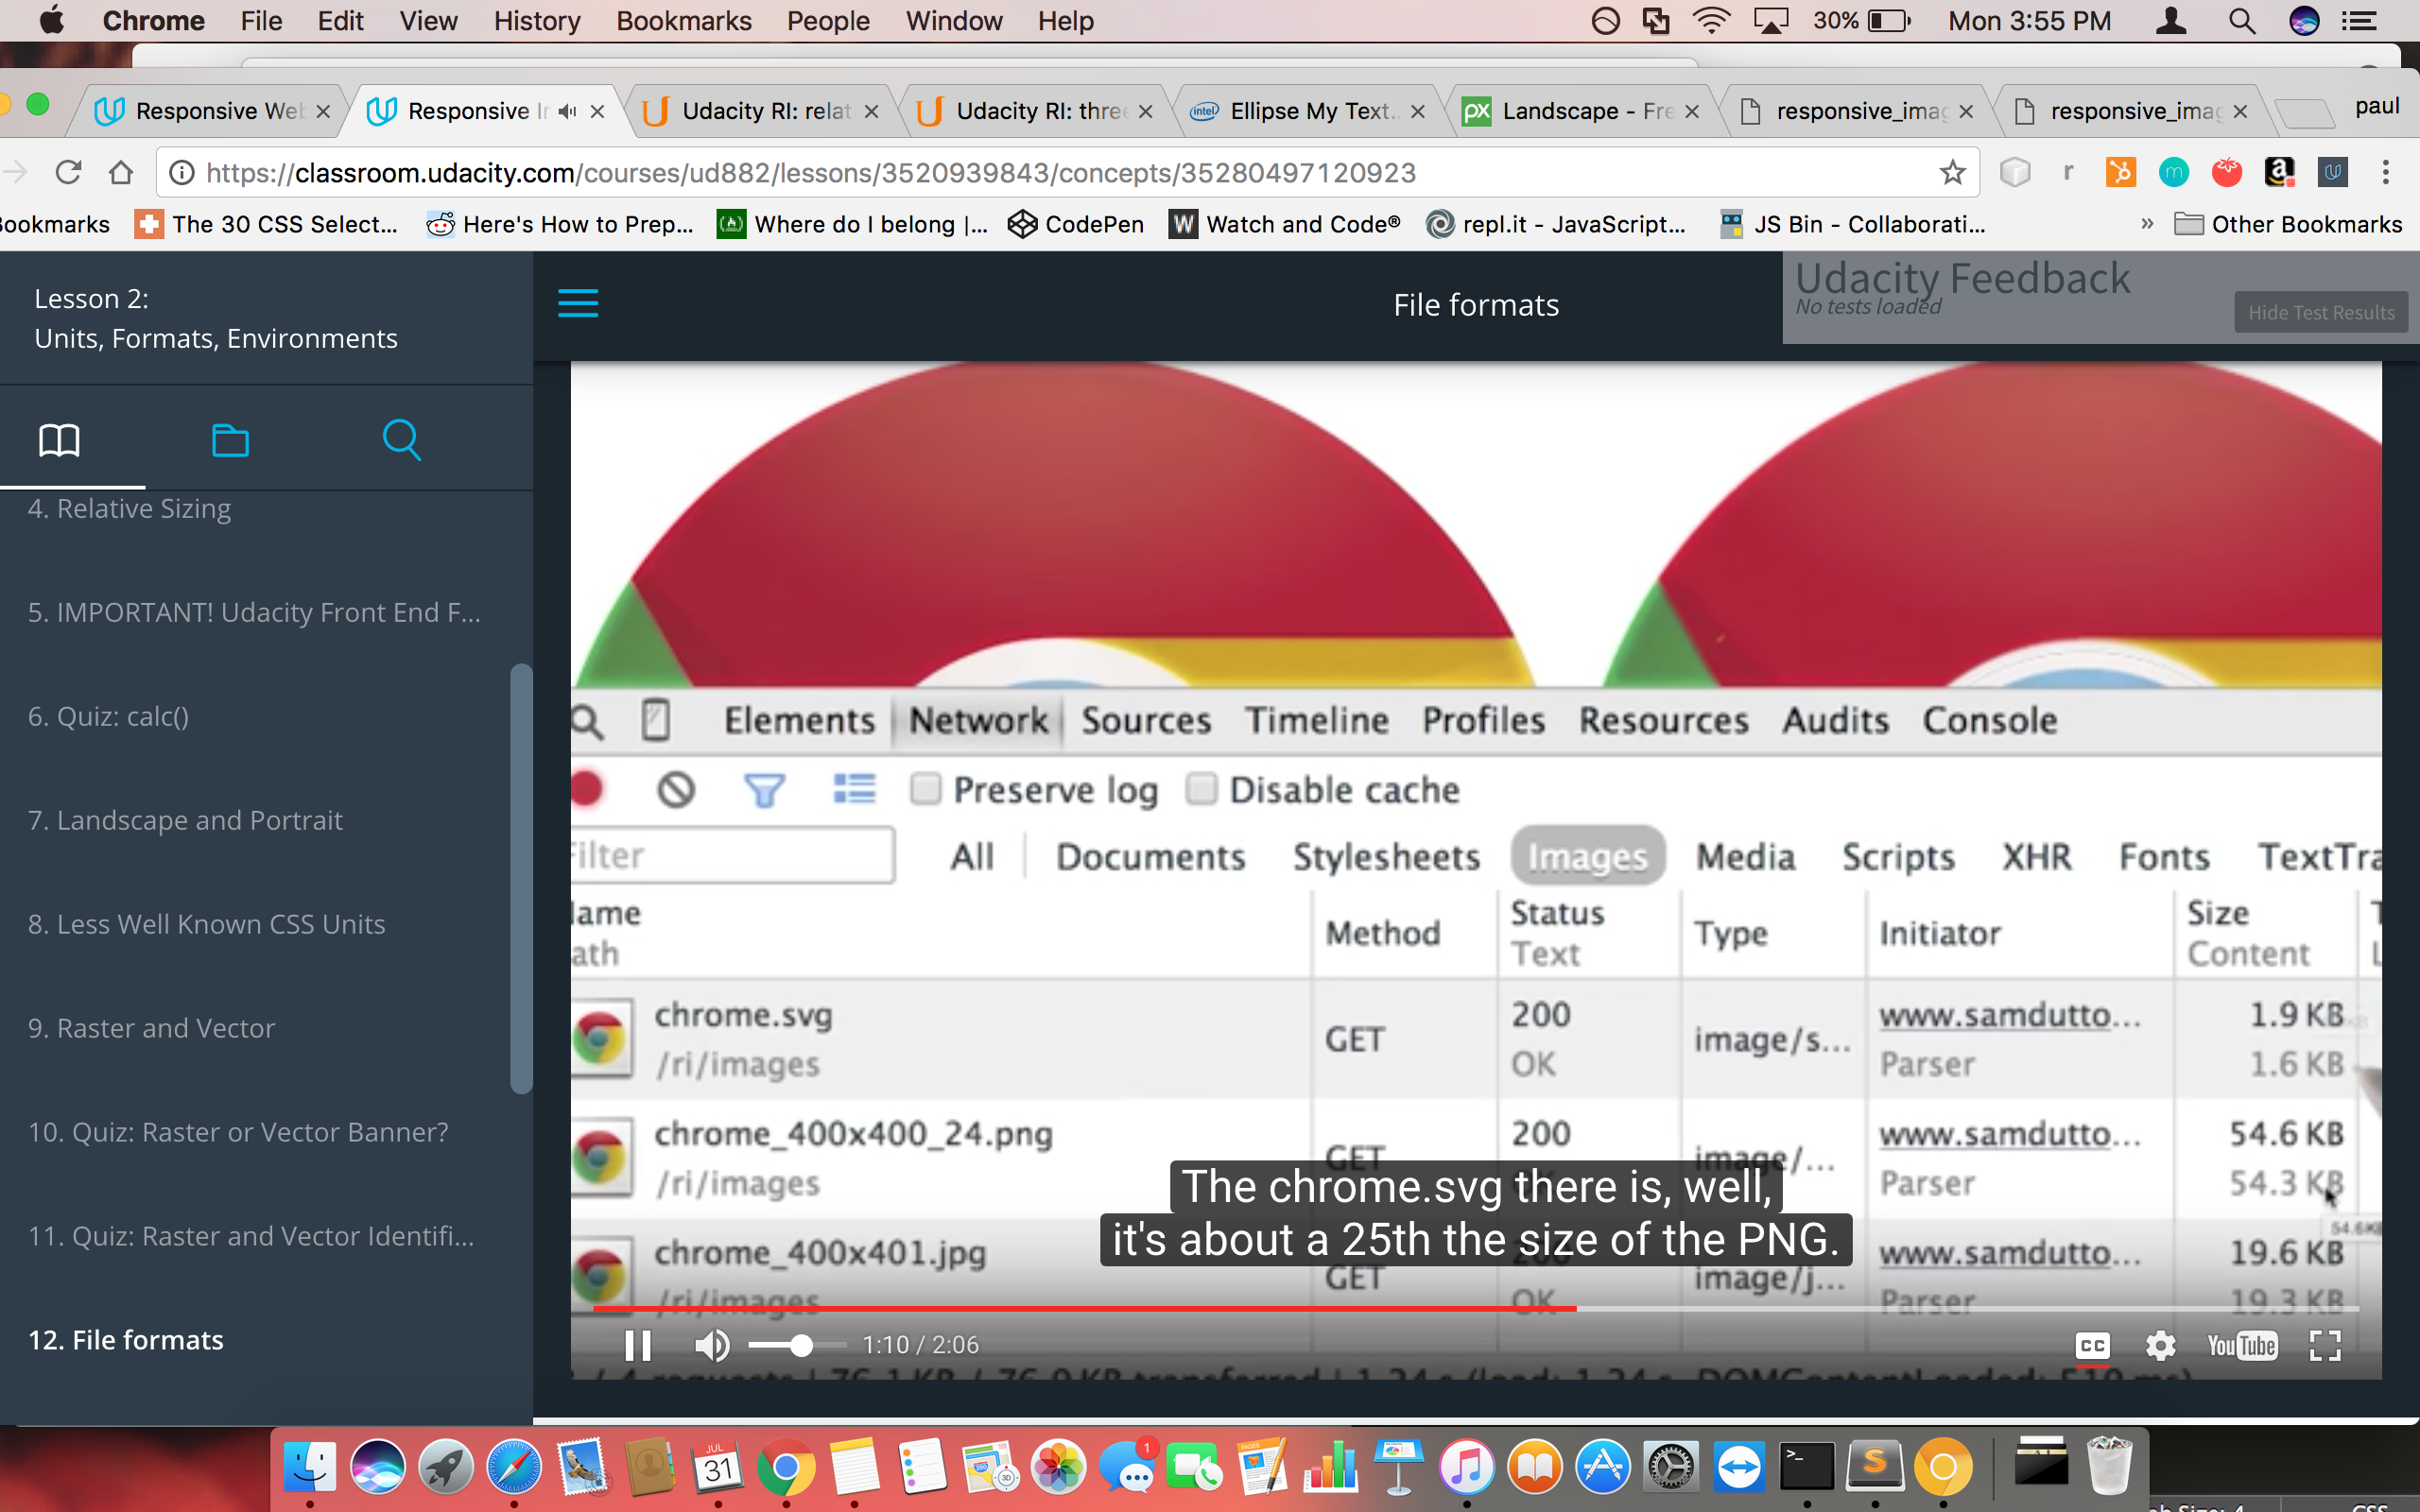 Chrome File Edit View History Bookmarks People Window Help 30% Mon 3:55 PM
Responsive We Responsive Ir Udacity RI: relat Udacity RI: three Ellipse My Text.. Landscape - Fre responsive_imag responsive_imag paul
https://classroom.udacity.com/courses/ud882/lessons/3520939843/concepts/35280497120923
ookmarks The 30 CSS Select... Here's How to Prep... Where do I belong |... CodePen Watch and Code® repl.it - JavaScript... JS Bin - Collaborati... » Other Bookmarks
Lesson 2:
Units, Formats, Environments
File formats
Udacity Feedback
No tests loaded
Hide Test Results
4. Relative Sizing
5. IMPORTANT! Udacity Front End F...
6. Quiz: calc()
7. Landscape and Portrait
8. Less Well Known CSS Units
9. Raster and Vector
10. Quiz: Raster or Vector Banner?
11. Quiz: Raster and Vector Identifi...
12. File formats
Elements Network Sources Timeline Profiles Resources Audits Console
Preserve log Disable cache
Filter All Documents Stylesheets Images Media Scripts XHR Fonts TextTra
ame Method Status Type Initiator Size
ath Text Content
chrome.svg GET 200 image/s... www.samdutto... 1.9 KB
/ri/images OK Parser 1.6 KB
chrome_400x400_24.png GET 200 image/... www.samdutto... 54.6 KB
/ri/images Parser 54.3 KB
54.6KB
The chrome.svg there is, well,
it's about a 25th the size of the PNG.
chrome_400x401.jpg GET 200 image/j... www.samdutto... 19.6 KB
/ri/images OK Parser 19.3 KB
1:10 / 2:06 CC YouTube
JUL
31
1
PAGES